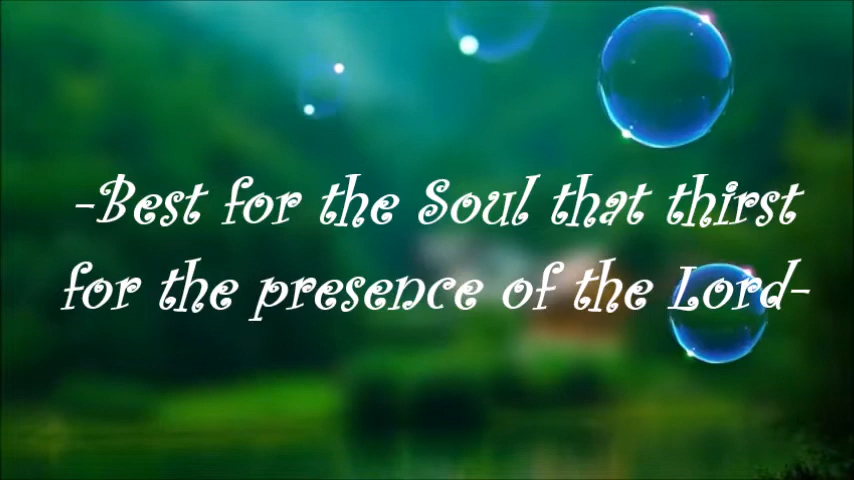 -Best for the Soul that thirst
for the presence of the Lord-